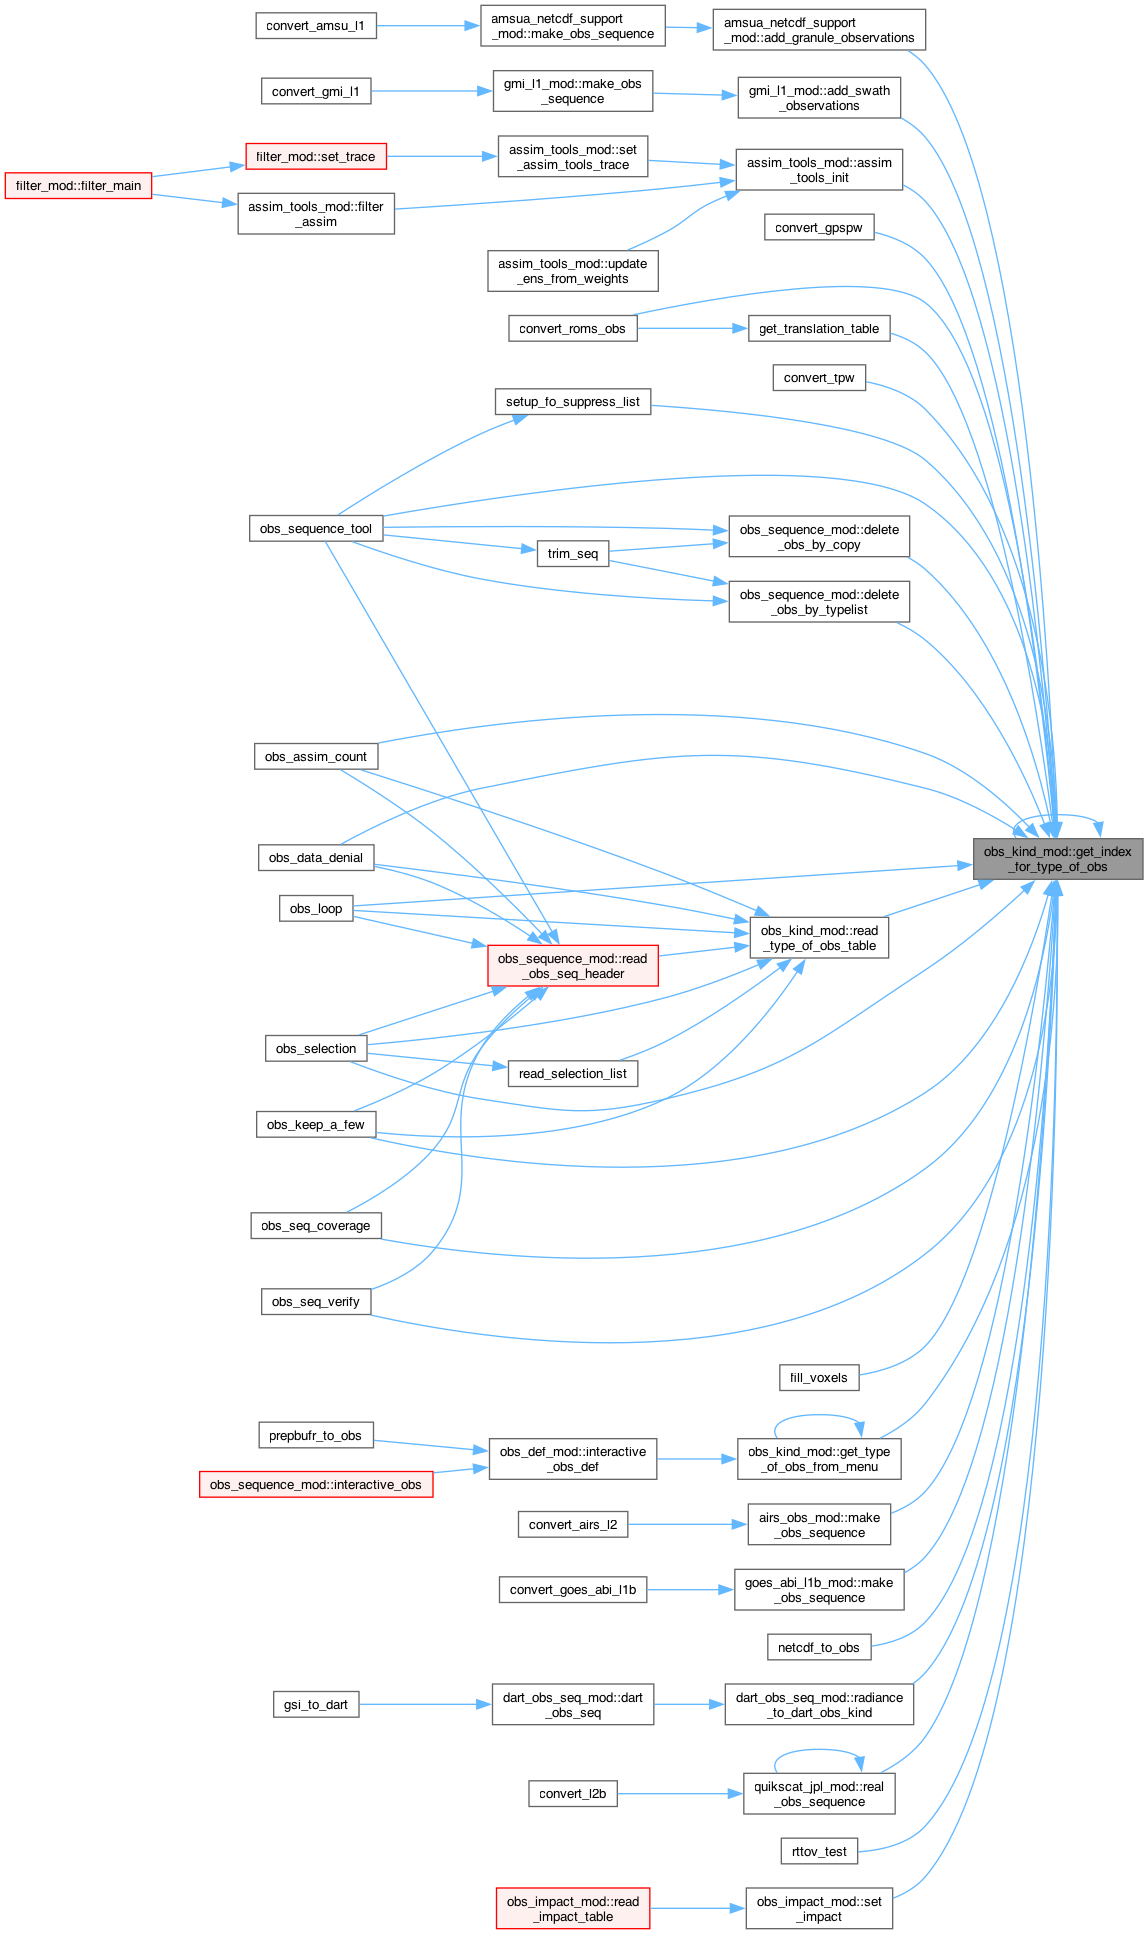 convert_amsu_l1
amsua_netcdf_support
_mod::make_obs_sequence
amsua_netcdf_support
_mod::add_granule_observations
convert_gmi_l1
gmi_l1_mod::make_obs
_sequence
gmi_l1_mod::add_swath
_observations
filter_mod::filter_main
filter_mod::set_trace
assim_tools_mod::set
_assim_tools_trace
assim_tools_mod::assim
_tools_init
assim_tools_mod::filter
_assim
convert_gpspw
assim_tools_mod::update
_ens_from_weights
convert_roms_obs
get_translation_table
convert_tpw
setup_fo_suppress_list
obs_sequence_tool
trim_seq
obs_sequence_mod::delete
_obs_by_copy
obs_sequence_mod::delete
_obs_by_typelist
obs_assim_count
obs_data_denial
obs_kind_mod::get_index
_for_type_of_obs
obs_loop
obs_kind_mod::read
_type_of_obs_table
obs_sequence_mod::read
_obs_seq_header
obs_selection
read_selection_list
obs_keep_a_few
obs_seq_coverage
obs_seq_verify
fill_voxels
prepbufr_to_obs
obs_def_mod::interactive
_obs_def
obs_kind_mod::get_type
_of_obs_from_menu
obs_sequence_mod::interactive_obs
convert_airs_l2
airs_obs_mod::make
_obs_sequence
convert_goes_abi_l1b
goes_abi_l1b_mod::make
_obs_sequence
netcdf_to_obs
gsi_to_dart
dart_obs_seq_mod::dart
_obs_seq
dart_obs_seq_mod::radiance
_to_dart_obs_kind
convert_l2b
quikscat_jpl_mod::real
_obs_sequence
rttov_test
obs_impact_mod::read
_impact_table
obs_impact_mod::set
_impact